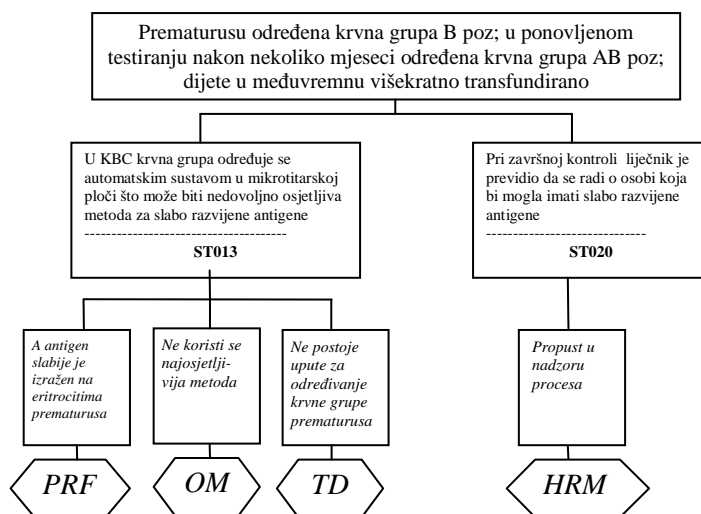 Prematurusu određena krvna grupa B poz; u ponovljenom
testiranju nakon nekoliko mjeseci određena krvna grupa AB poz;
dijete u međuvremnu višekratno transfundirano
U KBC krvna grupa određuje se
automatskim sustavom u mikrotitarskoj
ploči što može biti nedovoljno osjetljiva
metoda za slabo razvijene antigene
--------------------------------------
ST013
Pri završnoj kontroli liječnik je
previdio da se radi o osobi koja
bi mogla imati slabo razvijene
antigene
------------------------------
ST020
A antigen
slabije je
izražen na
eritrocitima
prematurusa
Ne koristi se
najosjetlji-
vija metoda
Ne postoje
upute za
određivanje
krvne grupe
prematurusa
Propust u
nadzoru
procesa
PRF
OM
TD
HRM